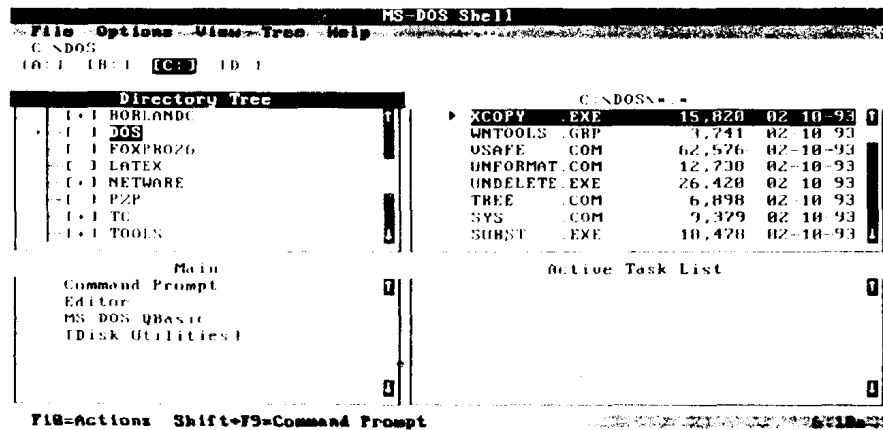 MS-DOS Shell
File Options View Tree Help
C:\DOS
[A:] [B:] [C:] [D:]
Directory Tree
[+] BORLANDC
[ ] DOS
[ ] FOXPRO26
[ ] LATEX
[+] NETWARE
[ ] P2P
[+] TC
[+] TOOLS
C:\DOS\*.*
XCOPY .EXE 15,820 02-10-93
WNTOOLS .GRP 3,741 02-10-93
VSAFE .COM 62,576 02-10-93
UNFORMAT.COM 12,738 02-10-93
UNDELETE.EXE 26,420 02-10-93
TREE .COM 6,898 02-10-93
SYS .COM 9,379 02-10-93
SUBST .EXE 18,478 02-10-93
Main
Command Prompt
Editor
MS-DOS QBasic
[Disk Utilities]
Active Task List
F10=Actions Shift+F9=Command Prompt